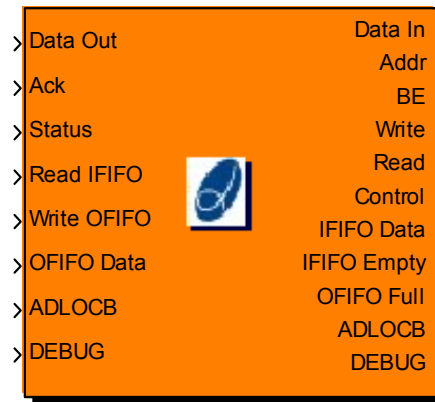 Data Out
Ack
Status
Read IFIFO
Write OFIFO
OFIFO Data
ADLOCB
DEBUG
Data In
Addr
BE
Write
Read
Control
IFIFO Data
IFIFO Empty
OFIFO Full
ADLOCB
DEBUG